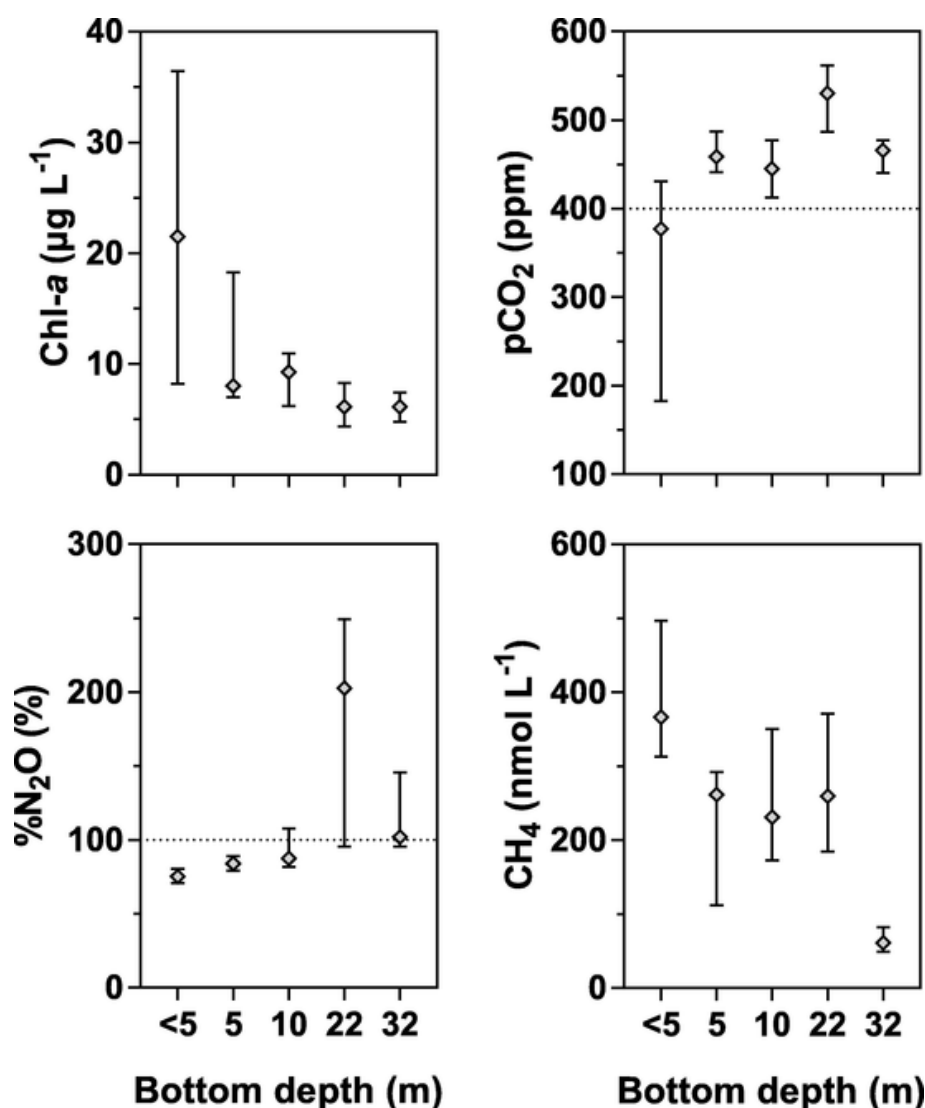 Chl-a (µg L⁻¹)
40
30
20
10
0
pCO₂ (ppm)
600
500
400
300
200
100
%N₂O (%)
300
200
100
0
<5 5 10 22 32
Bottom depth (m)
CH₄ (nmol L⁻¹)
600
400
200
0
<5 5 10 22 32
Bottom depth (m)